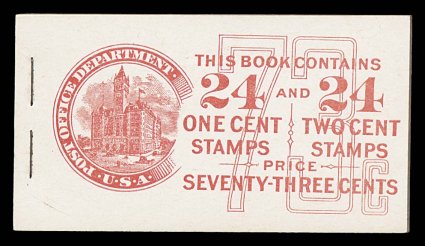 POST OFFICE DEPARTMENT
U.S.A.
73c
THIS BOOK CONTAINS
24 AND 24
ONE CENT TWO CENT
STAMPS STAMPS
PRICE
SEVENTY-THREE CENTS